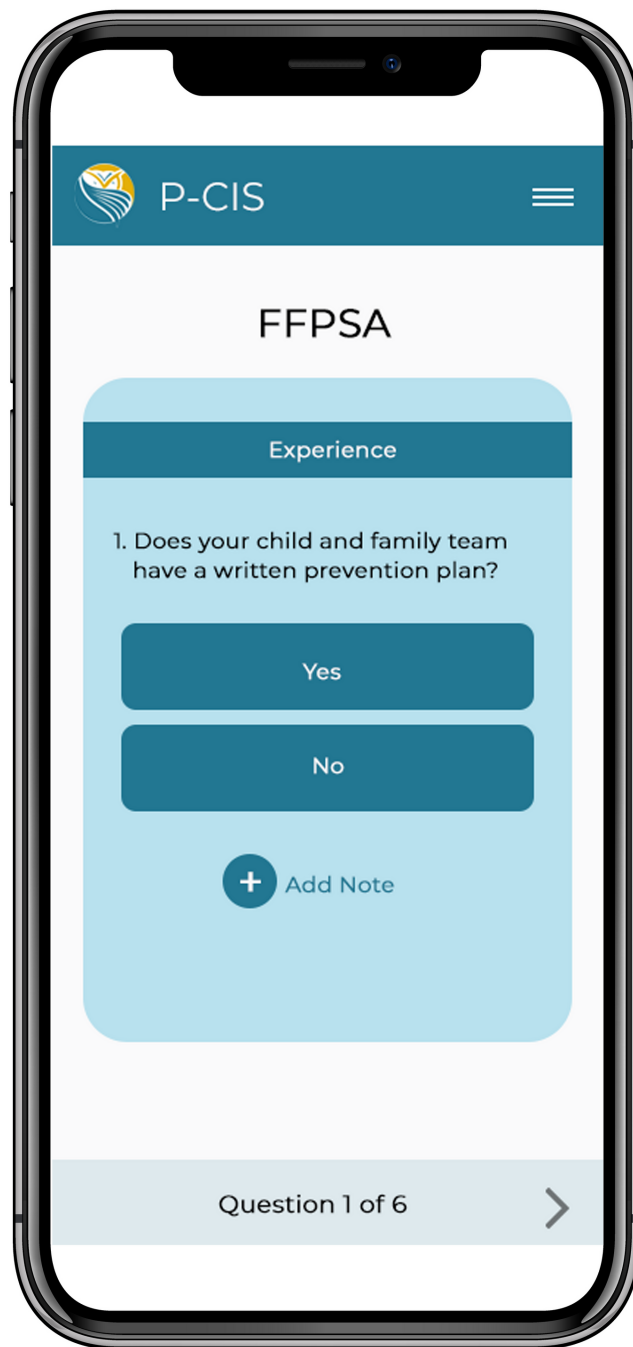 P-CIS
FFPSA
Experience
1. Does your child and family team
have a written prevention plan?
Yes
No
+ Add Note
Question 1 of 6